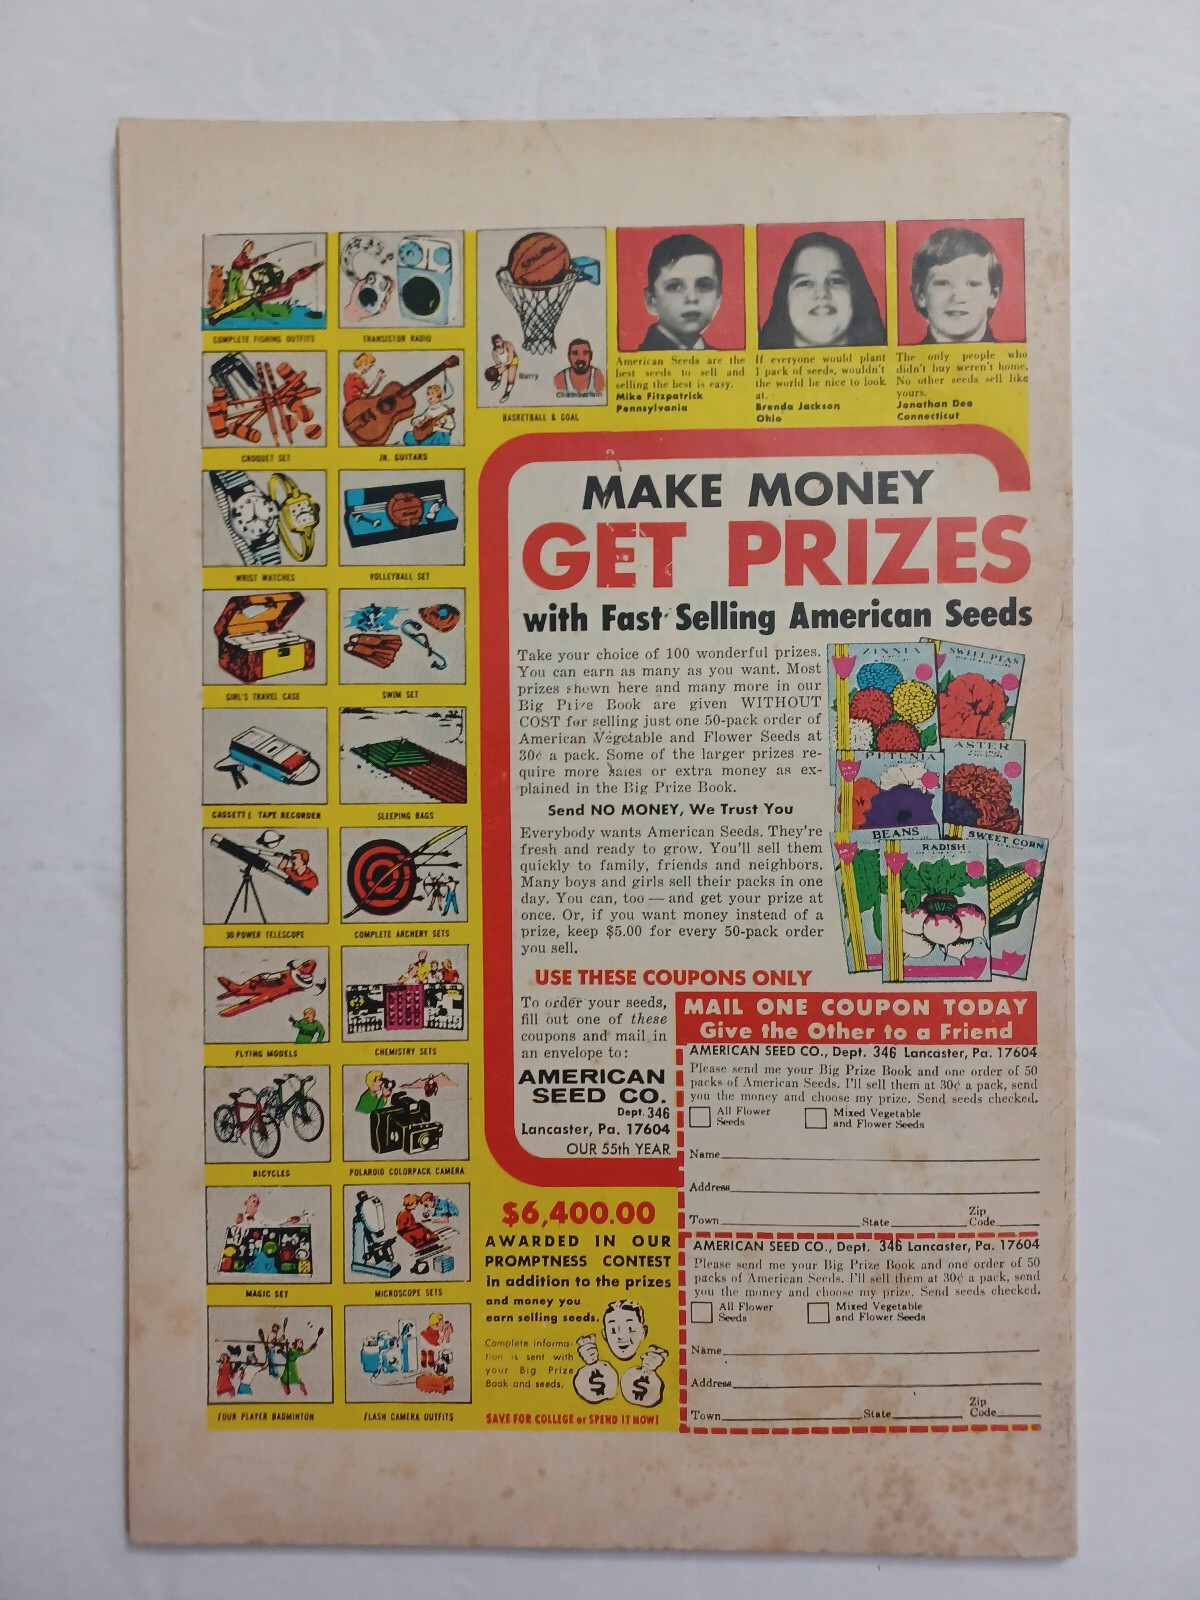 COMPLETE FISHING OUTFITS
TRANSISTOR RADIO
SPALDING
Barry
Chamberlain
BASKETBALL & GOAL
CROQUET SET
JR. GUITARS
WRIST WATCHES
VOLLEYBALL SET
GIRL'S TRAVEL CASE
SWIM SET
CASSETTE TAPE RECORDER
SLEEPING BAGS
30-POWER TELESCOPE
COMPLETE ARCHERY SETS
FLYING MODELS
CHEMISTRY SETS
BICYCLES
POLAROID COLORPACK CAMERA
MAGIC SET
MICROSCOPE SETS
FOUR PLAYER BADMINTON
FLASH CAMERA OUTFITS
American Seeds are the
best seeds to sell and
selling the best is easy.
Mike Fitzpatrick
Pennsylvania
If everyone would plant
1 pack of seeds, wouldn't
the world be nice to look
at.
Brenda Jackson
Ohio
The only people who
didn't buy weren't home.
No other seeds sell like
yours.
Jonathan Dee
Connecticut
MAKE MONEY
GET PRIZES
with Fast Selling American Seeds
Take your choice of 100 wonderful prizes.
You can earn as many as you want. Most
prizes shown here and many more in our
Big Prize Book are given WITHOUT
COST for selling just one 50-pack order of
American Vegetable and Flower Seeds at
30¢ a pack. Some of the larger prizes re-
quire more sales or extra money as ex-
plained in the Big Prize Book.
Send NO MONEY, We Trust You
Everybody wants American Seeds. They're
fresh and ready to grow. You'll sell them
quickly to family, friends and neighbors.
Many boys and girls sell their packs in one
day. You can, too — and get your prize at
once. Or, if you want money instead of a
prize, keep $5.00 for every 50-pack order
you sell.
ZINNIA
SWEET PEAS
PETUNIA
ASTER
BEANS
RADISH
SWEET CORN
USE THESE COUPONS ONLY
To order your seeds,
fill out one of these
coupons and mail in
an envelope to:
AMERICAN
SEED CO.
Dept. 346
Lancaster, Pa. 17604
OUR 55th YEAR
MAIL ONE COUPON TODAY
Give the Other to a Friend
AMERICAN SEED CO., Dept. 346 Lancaster, Pa. 17604
Please send me your Big Prize Book and one order of 50
packs of American Seeds. I'll sell them at 30¢ a pack, send
you the money and choose my prize. Send seeds checked.
All Flower
Seeds
Mixed Vegetable
and Flower Seeds
Name
Address
Town State Zip Code
AMERICAN SEED CO., Dept. 346 Lancaster, Pa. 17604
Please send me your Big Prize Book and one order of 50
packs of American Seeds. I'll sell them at 30¢ a pack, send
you the money and choose my prize. Send seeds checked.
All Flower
Seeds
Mixed Vegetable
and Flower Seeds
Name
Address
Town State Zip Code
$6,400.00
AWARDED IN OUR
PROMPTNESS CONTEST
in addition to the prizes
and money you
earn selling seeds.
Complete informa-
tion is sent with
your Big Prize
Book and seeds.
$ $
SAVE FOR COLLEGE or SPEND IT NOW!